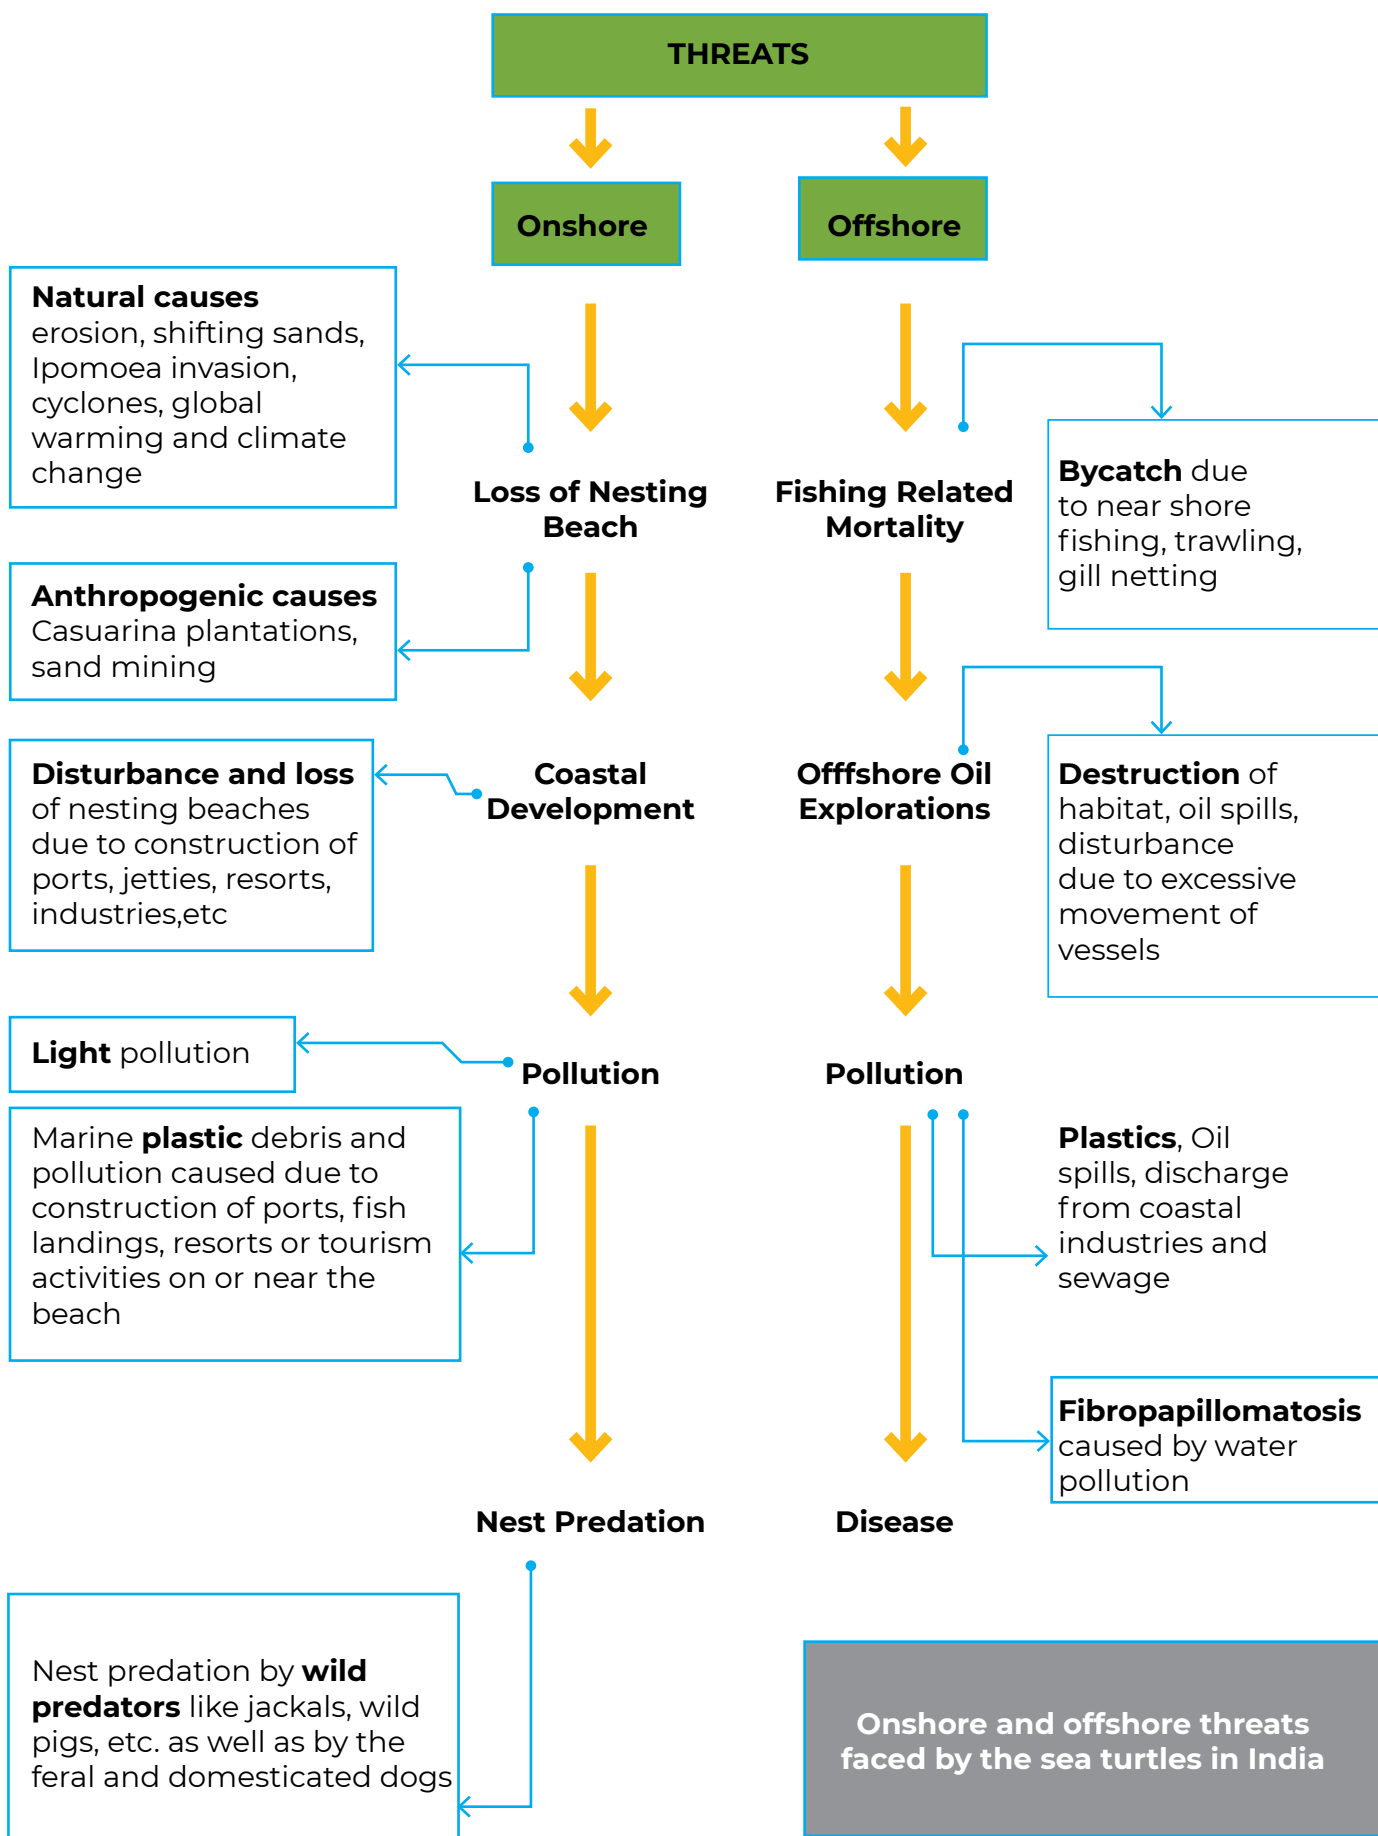 THREATS
Onshore
Offshore
Natural causes
erosion, shifting sands,
Ipomoea invasion,
cyclones, global
warming and climate
change
Loss of Nesting
Beach
Fishing Related
Mortality
Bycatch due
to near shore
fishing, trawling,
gill netting
Anthropogenic causes
Casuarina plantations,
sand mining
Disturbance and loss
of nesting beaches
due to construction of
ports, jetties, resorts,
industries,etc
Coastal
Development
Offfshore Oil
Explorations
Destruction of
habitat, oil spills,
disturbance
due to excessive
movement of
vessels
Light pollution
Pollution
Pollution
Marine plastic debris and
pollution caused due to
construction of ports, fish
landings, resorts or tourism
activities on or near the
beach
Plastics, Oil
spills, discharge
from coastal
industries and
sewage
Fibropapillomatosis
caused by water
pollution
Nest Predation
Disease
Nest predation by wild
predators like jackals, wild
pigs, etc. as well as by the
feral and domesticated dogs
Onshore and offshore threats
faced by the sea turtles in India